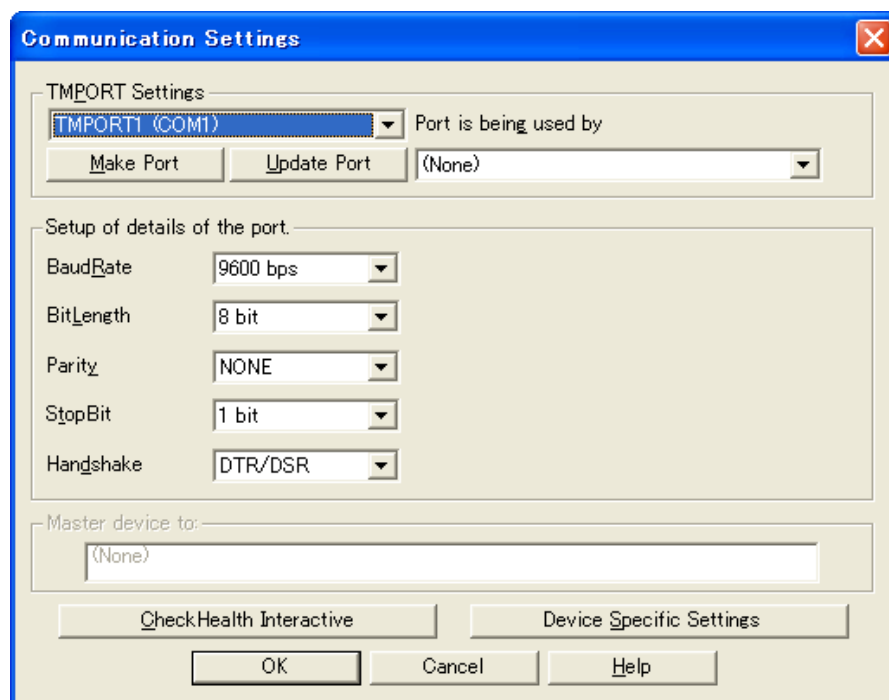 Communication Settings
TMPORT Settings
TMPORT1 (COM1)
Port is being used by
Make Port
Update Port
(None)
Setup of details of the port.
BaudRate
9600 bps
BitLength
8 bit
Parity
NONE
StopBit
1 bit
Handshake
DTR/DSR
Master device to:
(None)
CheckHealth Interactive
Device Specific Settings
OK
Cancel
Help